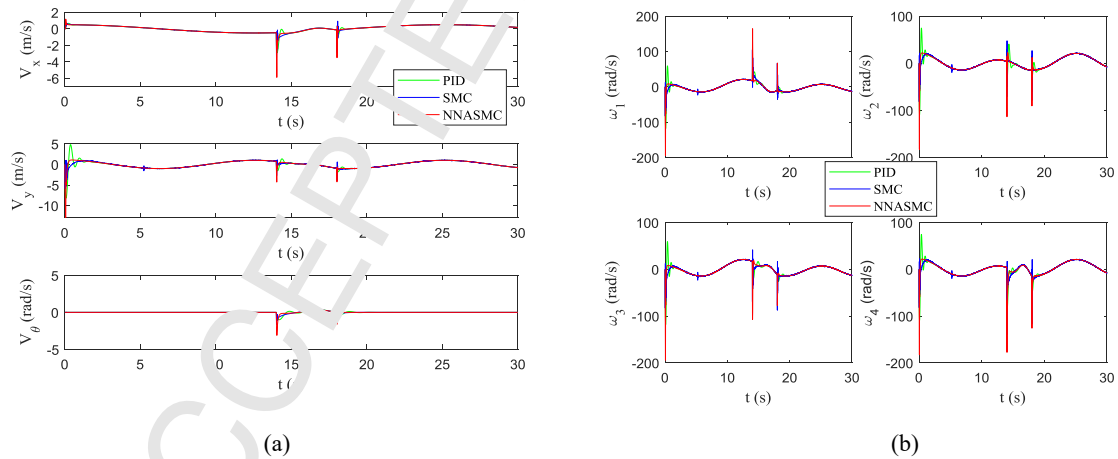 V_x (m/s)
2
0
-2
-4
-6
0
5
10
15
20
25
30
t (s)
PID
SMC
NNASMC
V_y (m/s)
5
0
-5
-10
0
5
10
15
20
25
30
t (s)
V_θ (rad/s)
5
0
-5
0
5
10
15
20
25
30
t (
(a)
ω_1 (rad/s)
200
100
0
-100
-200
0
10
20
30
t (s)
ω_2 (rad/s)
100
0
-100
-200
0
10
20
30
t (s)
PID
SMC
NNASMC
ω_3 (rad/s)
100
0
-100
-200
0
10
20
30
t (s)
ω_4 (rad/s)
100
0
-100
-200
0
10
20
30
t (s)
(b)
CCEPTE